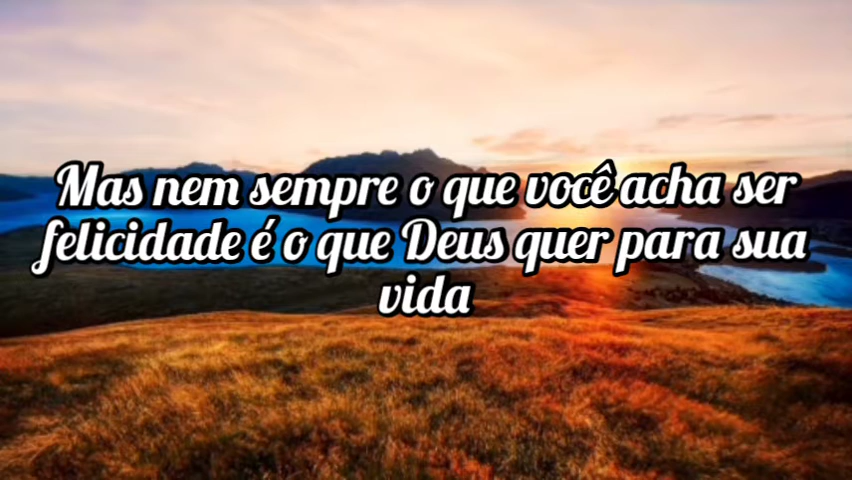 Mas nem sempre o que você acha ser
felicidade é o que Deus quer para sua
vida